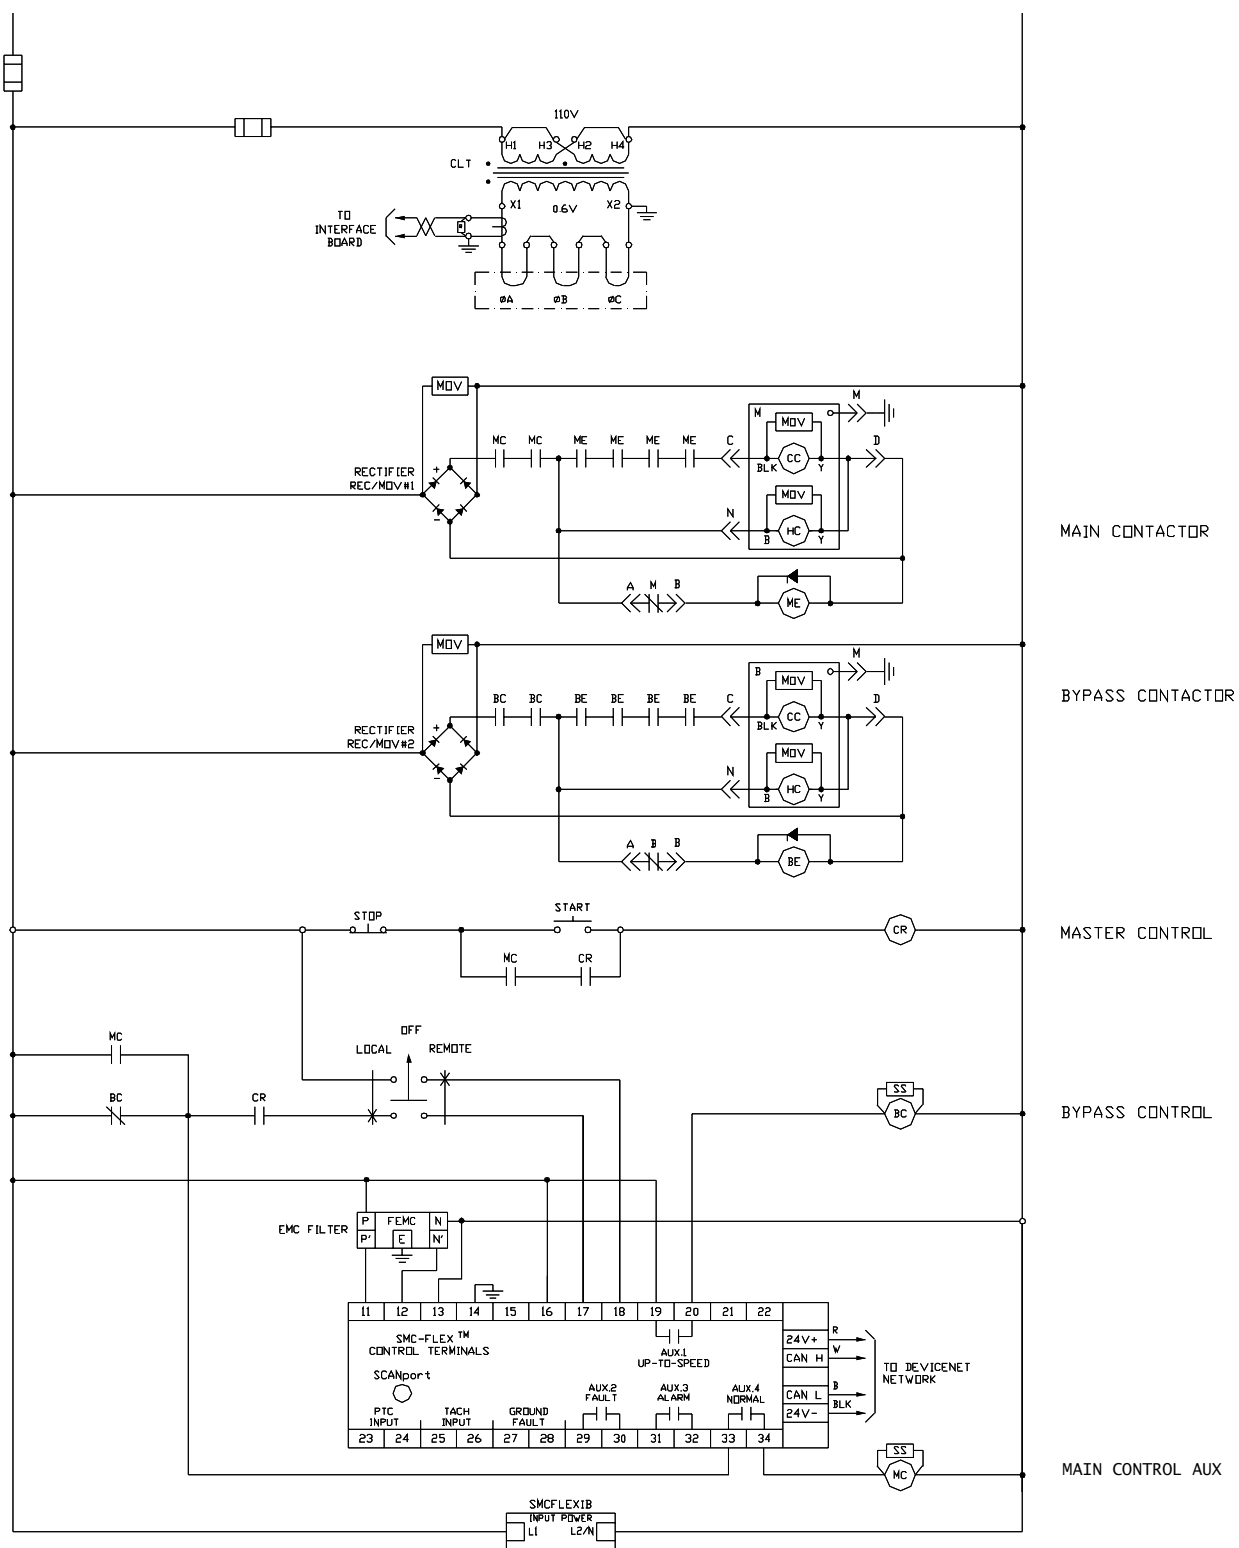 110V
H1 H3 H2 H4
CLT
X1 0.6V X2
TO
INTERFACE
BOARD
ØA ØB ØC
MOV
M
M
MOV
MC MC ME ME ME ME C CC D
BLK Y
RECTIFIER
REC/MOV#1
+
-
MOV
N HC
B Y
MAIN CONTACTOR
A M B
ME
MOV
M
B
MOV
BYPASS CONTACTOR
BC BC BE BE BE BE C CC D
BLK Y
RECTIFIER
REC/MOV#2
+
-
MOV
N HC
B Y
A B B
BE
STOP START
CR
MASTER CONTROL
MC CR
OFF
MC
LOCAL REMOTE
SS
BC CR
BC
BYPASS CONTROL
EMC FILTER
P FEMC N
P' E N'
11 12 13 14 15 16 17 18 19 20 21 22
SMC-FLEX™
CONTROL TERMINALS
AUX.1
UP-TO-SPEED
SCANport
24V+ R
CAN H W
CAN L B
24V- BLK
TO DEVICENET
NETWORK
PTC
INPUT
TACH
INPUT
GROUND
FAULT
AUX.2
FAULT
AUX.3
ALARM
AUX.4
NORMAL
23 24 25 26 27 28 29 30 31 32 33 34
SS
MC
MAIN CONTROL AUX
SMCFLEXIB
INPUT POWER
L1 L2/N